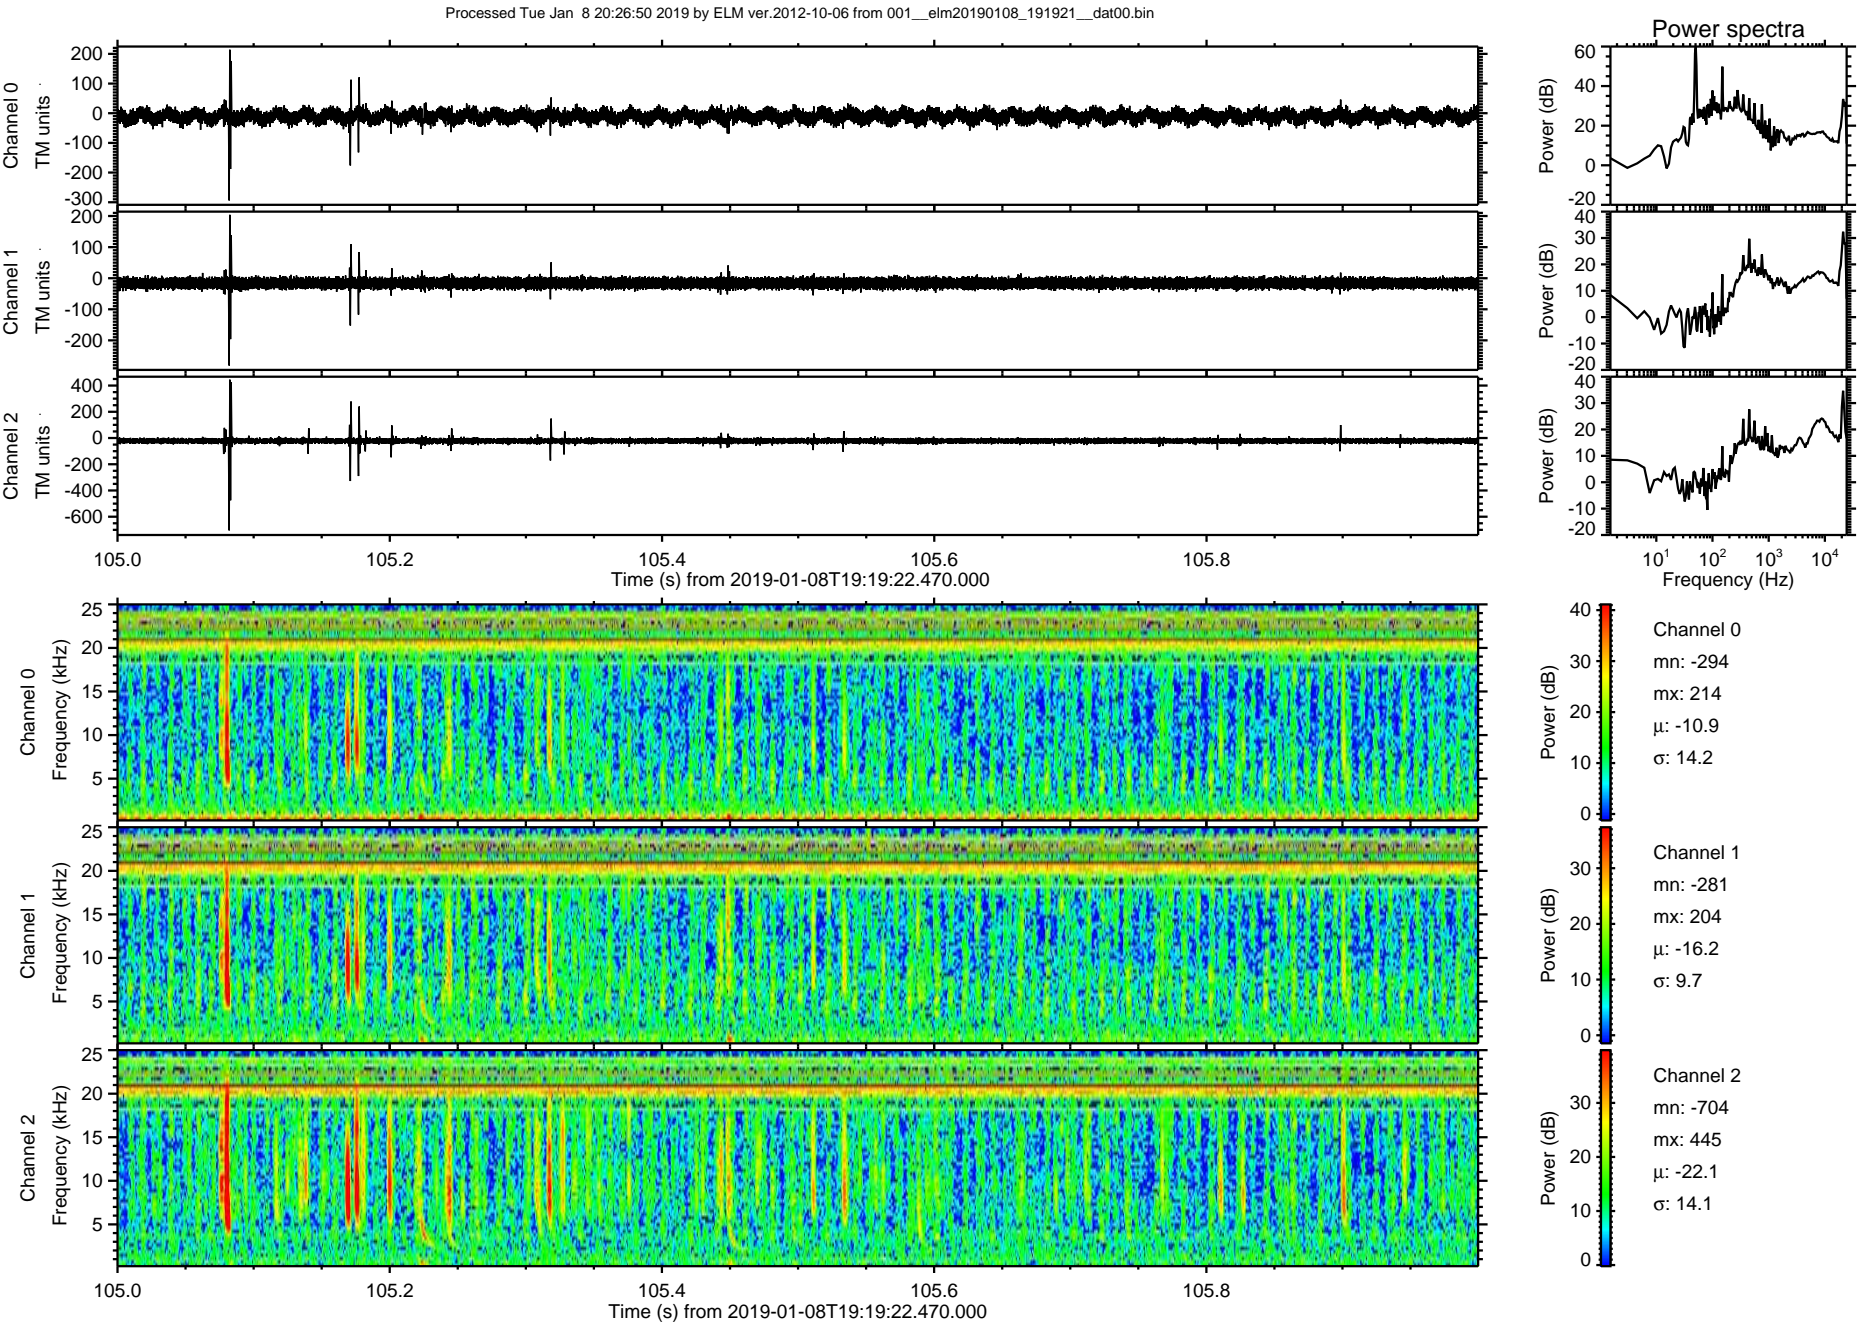 Processed Tue Jan  8 20:26:50 2019 by ELM ver.2012-10-06 from 001__elm20190108_191921__dat00.bin
Power spectra
Channel 0
TM units
200
100
0
-100
-200
-300
Power (dB)
60
40
20
0
-20
Channel 1
TM units
200
100
0
-100
-200
Power (dB)
40
30
20
10
0
-10
-20
Channel 2
TM units
400
200
0
-200
-400
-600
Power (dB)
40
30
20
10
0
-10
-20
105.0 105.2 105.4 105.6 105.8
Time (s) from 2019-01-08T19:19:22.470.000
10¹ 10² 10³ 10⁴
Frequency (Hz)
Channel 0
Frequency (kHz)
25
20
15
10
5
Power (dB)
40
30
20
10
0
Channel 0
mn: -294
mx: 214
μ: -10.9
σ: 14.2
Channel 1
Frequency (kHz)
25
20
15
10
5
Power (dB)
30
20
10
0
Channel 1
mn: -281
mx: 204
μ: -16.2
σ: 9.7
Channel 2
Frequency (kHz)
25
20
15
10
5
Power (dB)
30
20
10
0
Channel 2
mn: -704
mx: 445
μ: -22.1
σ: 14.1
105.0 105.2 105.4 105.6 105.8
Time (s) from 2019-01-08T19:19:22.470.000